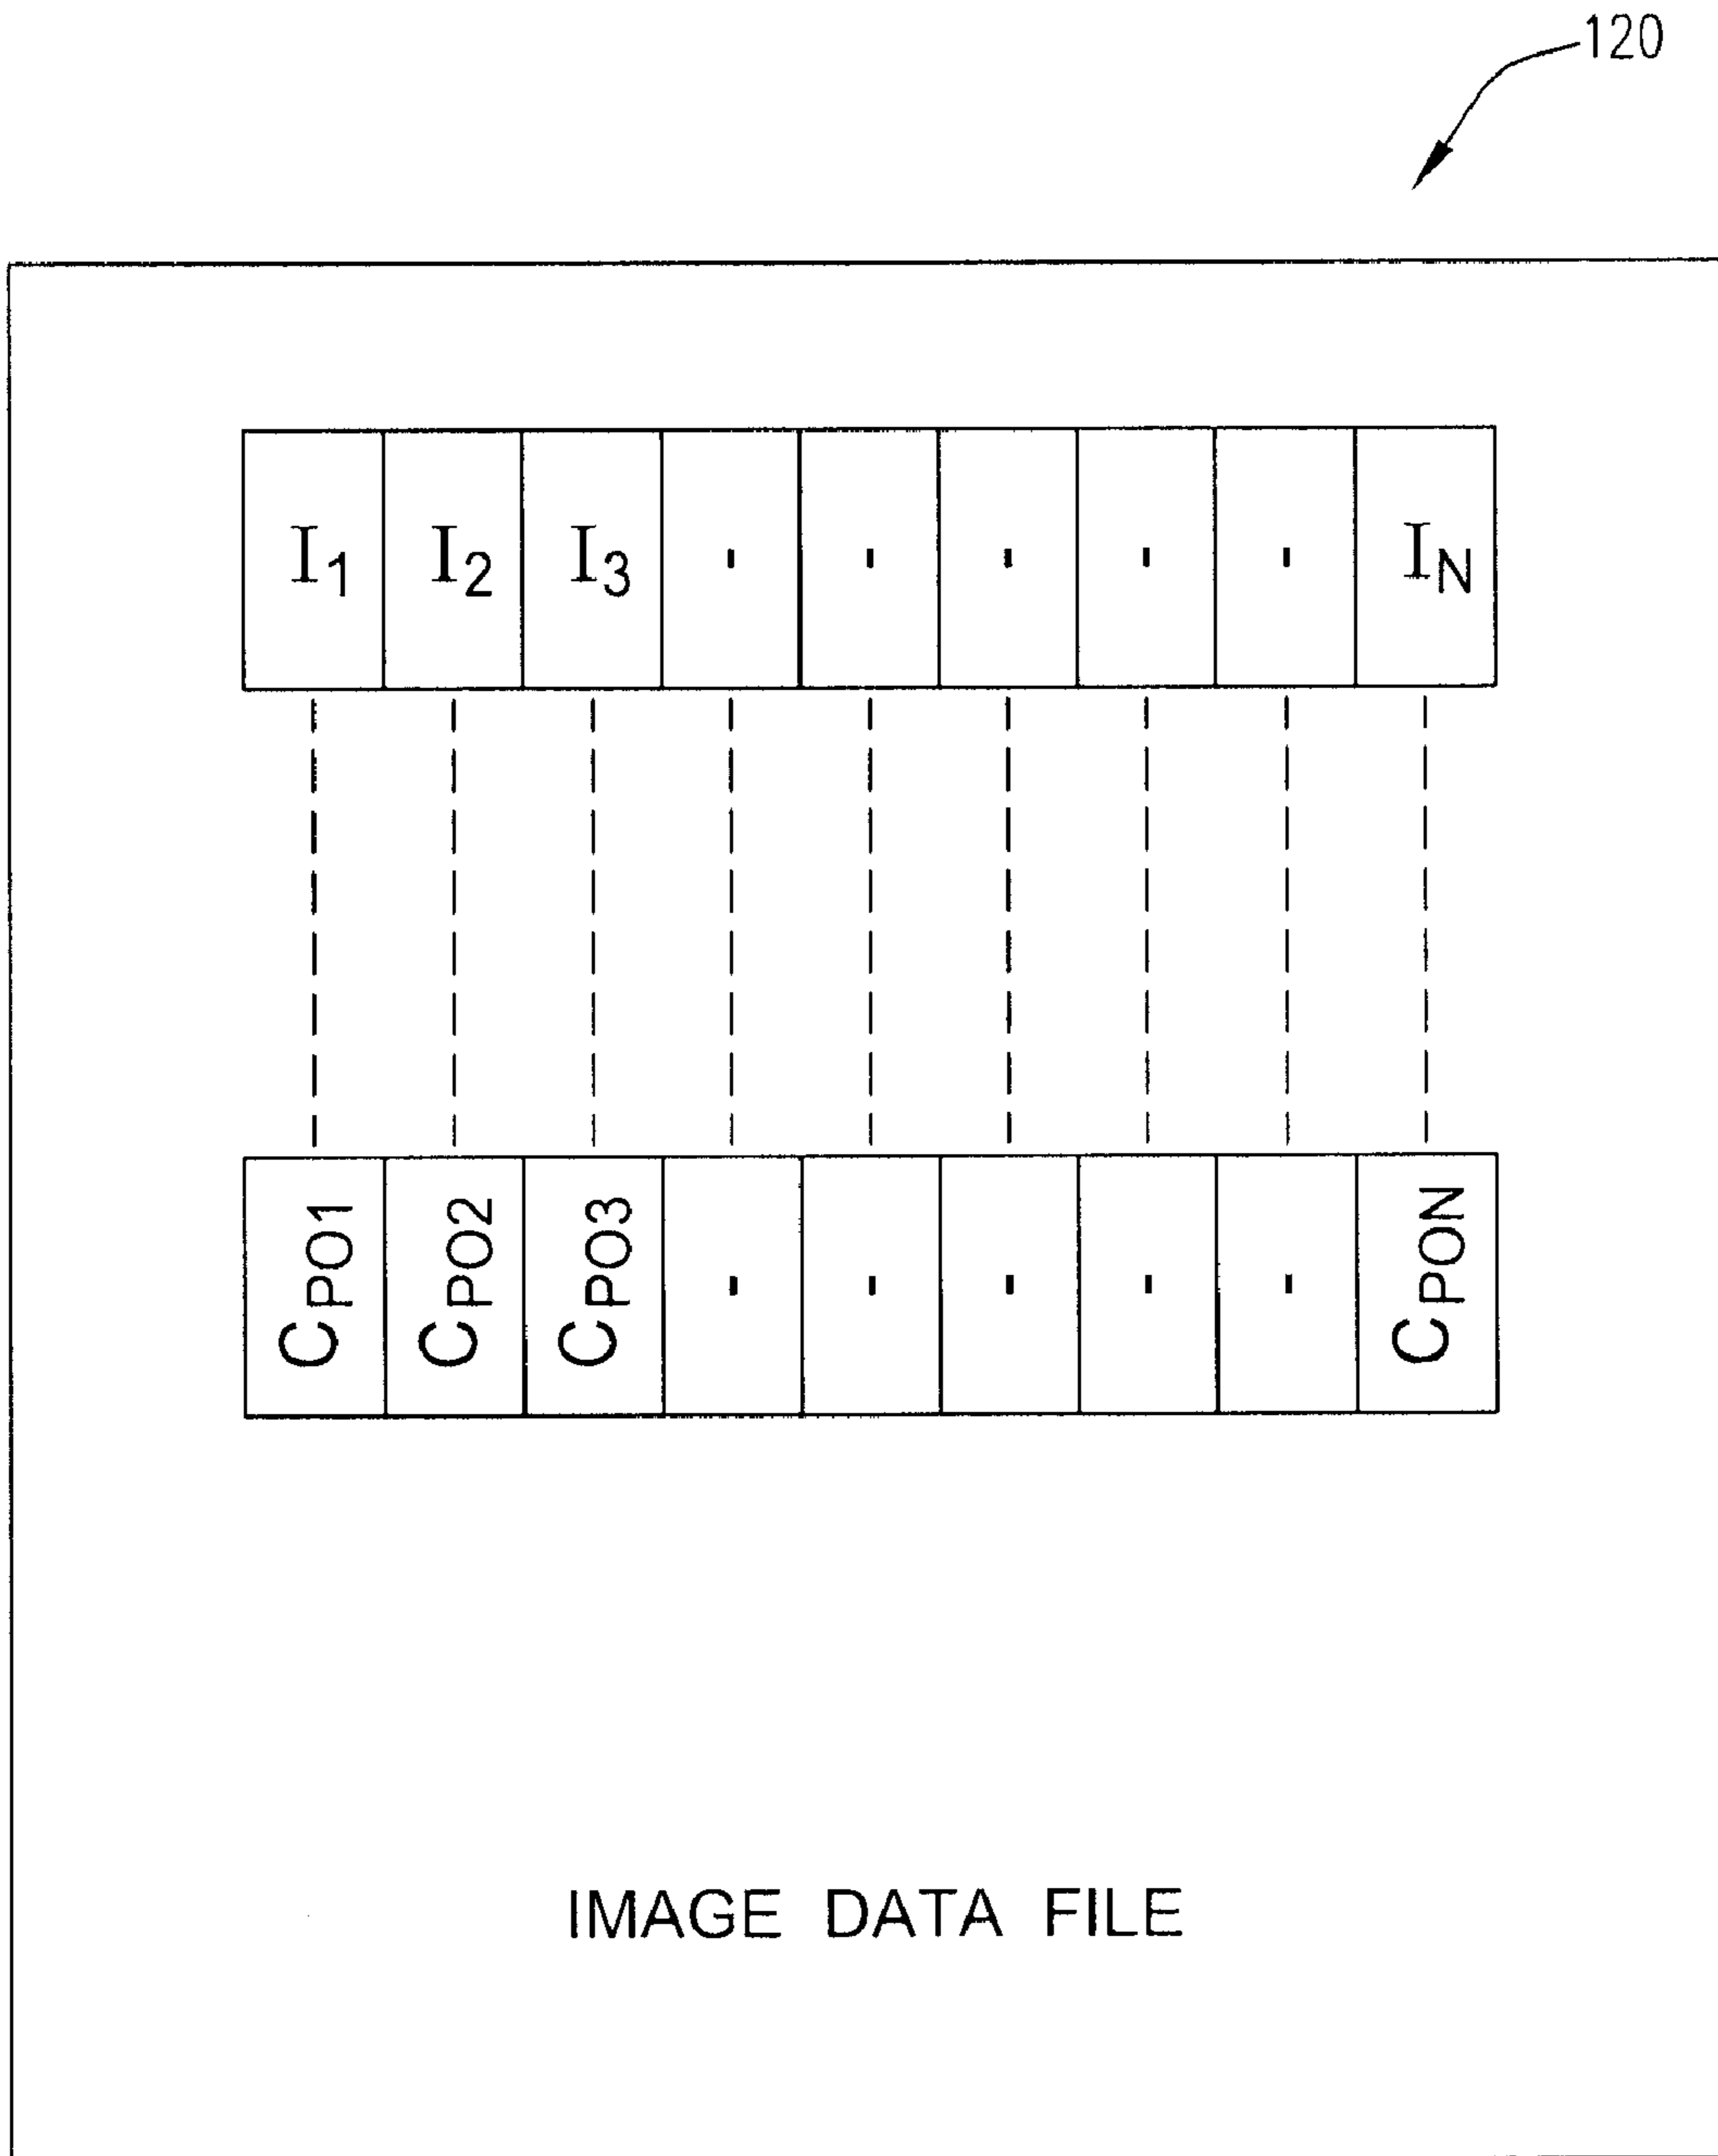 120
I1 I2 I3 - - - - - IN
CPO1 CPO2 CPO3 - - - - - CPON
IMAGE DATA FILE